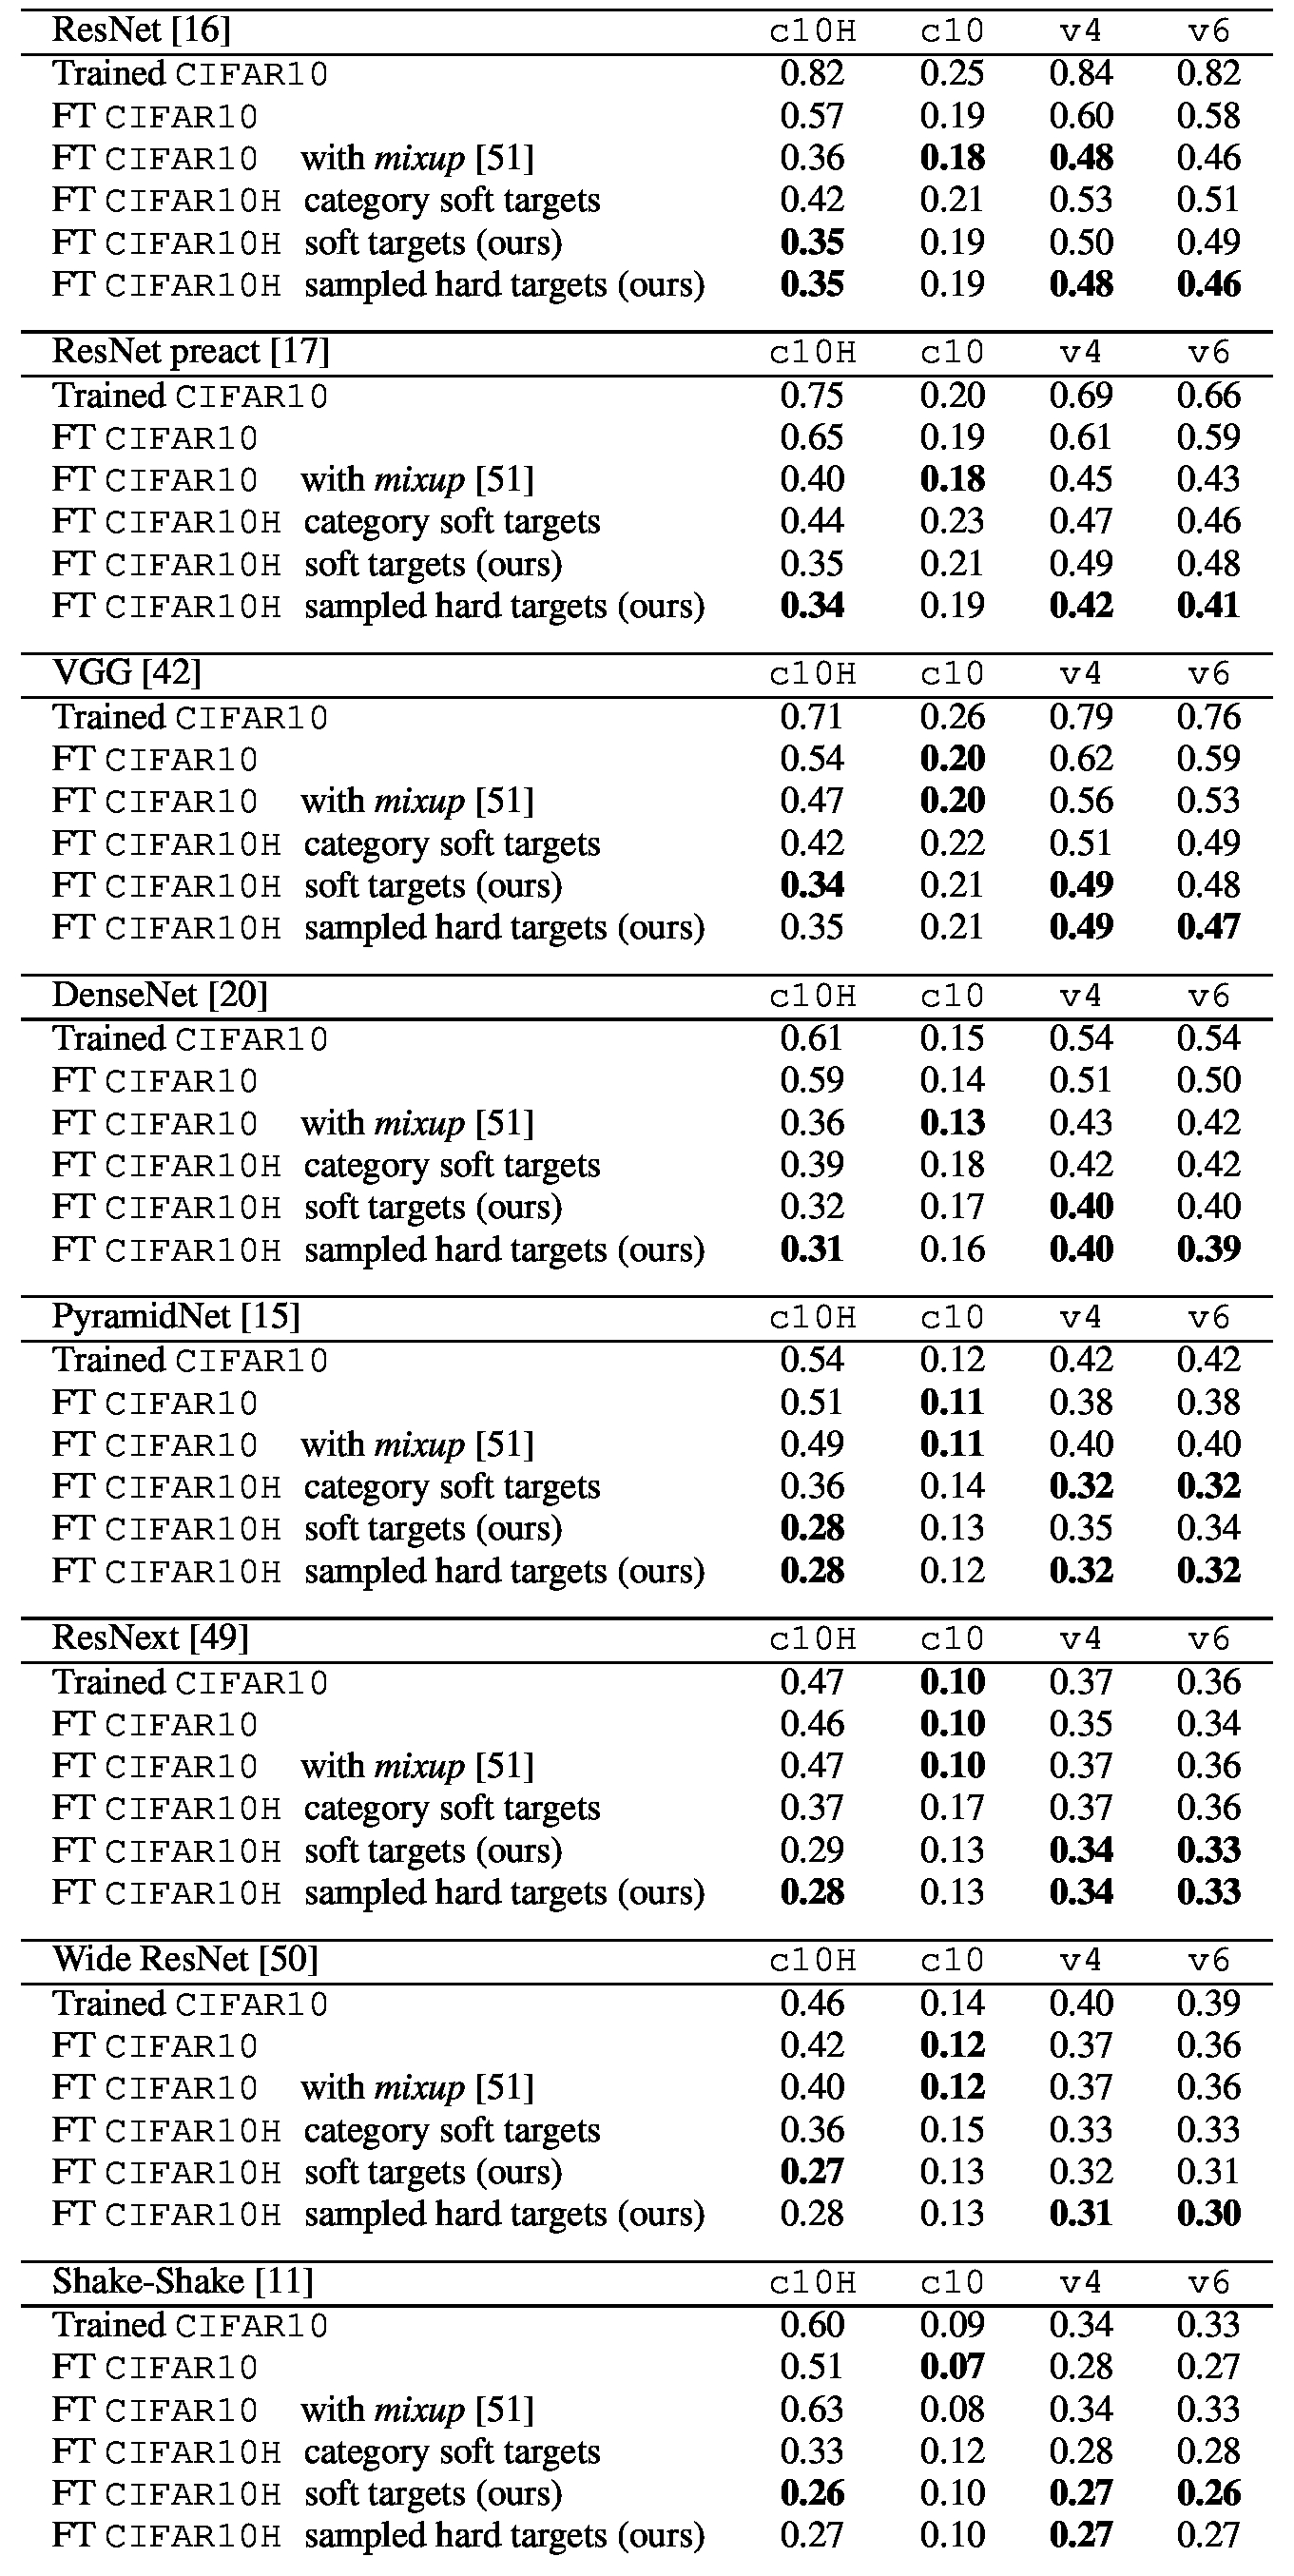 ResNet [16] c10H c10 v4 v6
Trained CIFAR10 0.82 0.25 0.84 0.82
FT CIFAR10 0.57 0.19 0.60 0.58
FT CIFAR10 with mixup [51] 0.36 0.18 0.48 0.46
FT CIFAR10H category soft targets 0.42 0.21 0.53 0.51
FT CIFAR10H soft targets (ours) 0.35 0.19 0.50 0.49
FT CIFAR10H sampled hard targets (ours) 0.35 0.19 0.48 0.46
ResNet preact [17] c10H c10 v4 v6
Trained CIFAR10 0.75 0.20 0.69 0.66
FT CIFAR10 0.65 0.19 0.61 0.59
FT CIFAR10 with mixup [51] 0.40 0.18 0.45 0.43
FT CIFAR10H category soft targets 0.44 0.23 0.47 0.46
FT CIFAR10H soft targets (ours) 0.35 0.21 0.49 0.48
FT CIFAR10H sampled hard targets (ours) 0.34 0.19 0.42 0.41
VGG [42] c10H c10 v4 v6
Trained CIFAR10 0.71 0.26 0.79 0.76
FT CIFAR10 0.54 0.20 0.62 0.59
FT CIFAR10 with mixup [51] 0.47 0.20 0.56 0.53
FT CIFAR10H category soft targets 0.42 0.22 0.51 0.49
FT CIFAR10H soft targets (ours) 0.34 0.21 0.49 0.48
FT CIFAR10H sampled hard targets (ours) 0.35 0.21 0.49 0.47
DenseNet [20] c10H c10 v4 v6
Trained CIFAR10 0.61 0.15 0.54 0.54
FT CIFAR10 0.59 0.14 0.51 0.50
FT CIFAR10 with mixup [51] 0.36 0.13 0.43 0.42
FT CIFAR10H category soft targets 0.39 0.18 0.42 0.42
FT CIFAR10H soft targets (ours) 0.32 0.17 0.40 0.40
FT CIFAR10H sampled hard targets (ours) 0.31 0.16 0.40 0.39
PyramidNet [15] c10H c10 v4 v6
Trained CIFAR10 0.54 0.12 0.42 0.42
FT CIFAR10 0.51 0.11 0.38 0.38
FT CIFAR10 with mixup [51] 0.49 0.11 0.40 0.40
FT CIFAR10H category soft targets 0.36 0.14 0.32 0.32
FT CIFAR10H soft targets (ours) 0.28 0.13 0.35 0.34
FT CIFAR10H sampled hard targets (ours) 0.28 0.12 0.32 0.32
ResNext [49] c10H c10 v4 v6
Trained CIFAR10 0.47 0.10 0.37 0.36
FT CIFAR10 0.46 0.10 0.35 0.34
FT CIFAR10 with mixup [51] 0.47 0.10 0.37 0.36
FT CIFAR10H category soft targets 0.37 0.17 0.37 0.36
FT CIFAR10H soft targets (ours) 0.29 0.13 0.34 0.33
FT CIFAR10H sampled hard targets (ours) 0.28 0.13 0.34 0.33
Wide ResNet [50] c10H c10 v4 v6
Trained CIFAR10 0.46 0.14 0.40 0.39
FT CIFAR10 0.42 0.12 0.37 0.36
FT CIFAR10 with mixup [51] 0.40 0.12 0.37 0.36
FT CIFAR10H category soft targets 0.36 0.15 0.33 0.33
FT CIFAR10H soft targets (ours) 0.27 0.13 0.32 0.31
FT CIFAR10H sampled hard targets (ours) 0.28 0.13 0.31 0.30
Shake-Shake [11] c10H c10 v4 v6
Trained CIFAR10 0.60 0.09 0.34 0.33
FT CIFAR10 0.51 0.07 0.28 0.27
FT CIFAR10 with mixup [51] 0.63 0.08 0.34 0.33
FT CIFAR10H category soft targets 0.33 0.12 0.28 0.28
FT CIFAR10H soft targets (ours) 0.26 0.10 0.27 0.26
FT CIFAR10H sampled hard targets (ours) 0.27 0.10 0.27 0.27